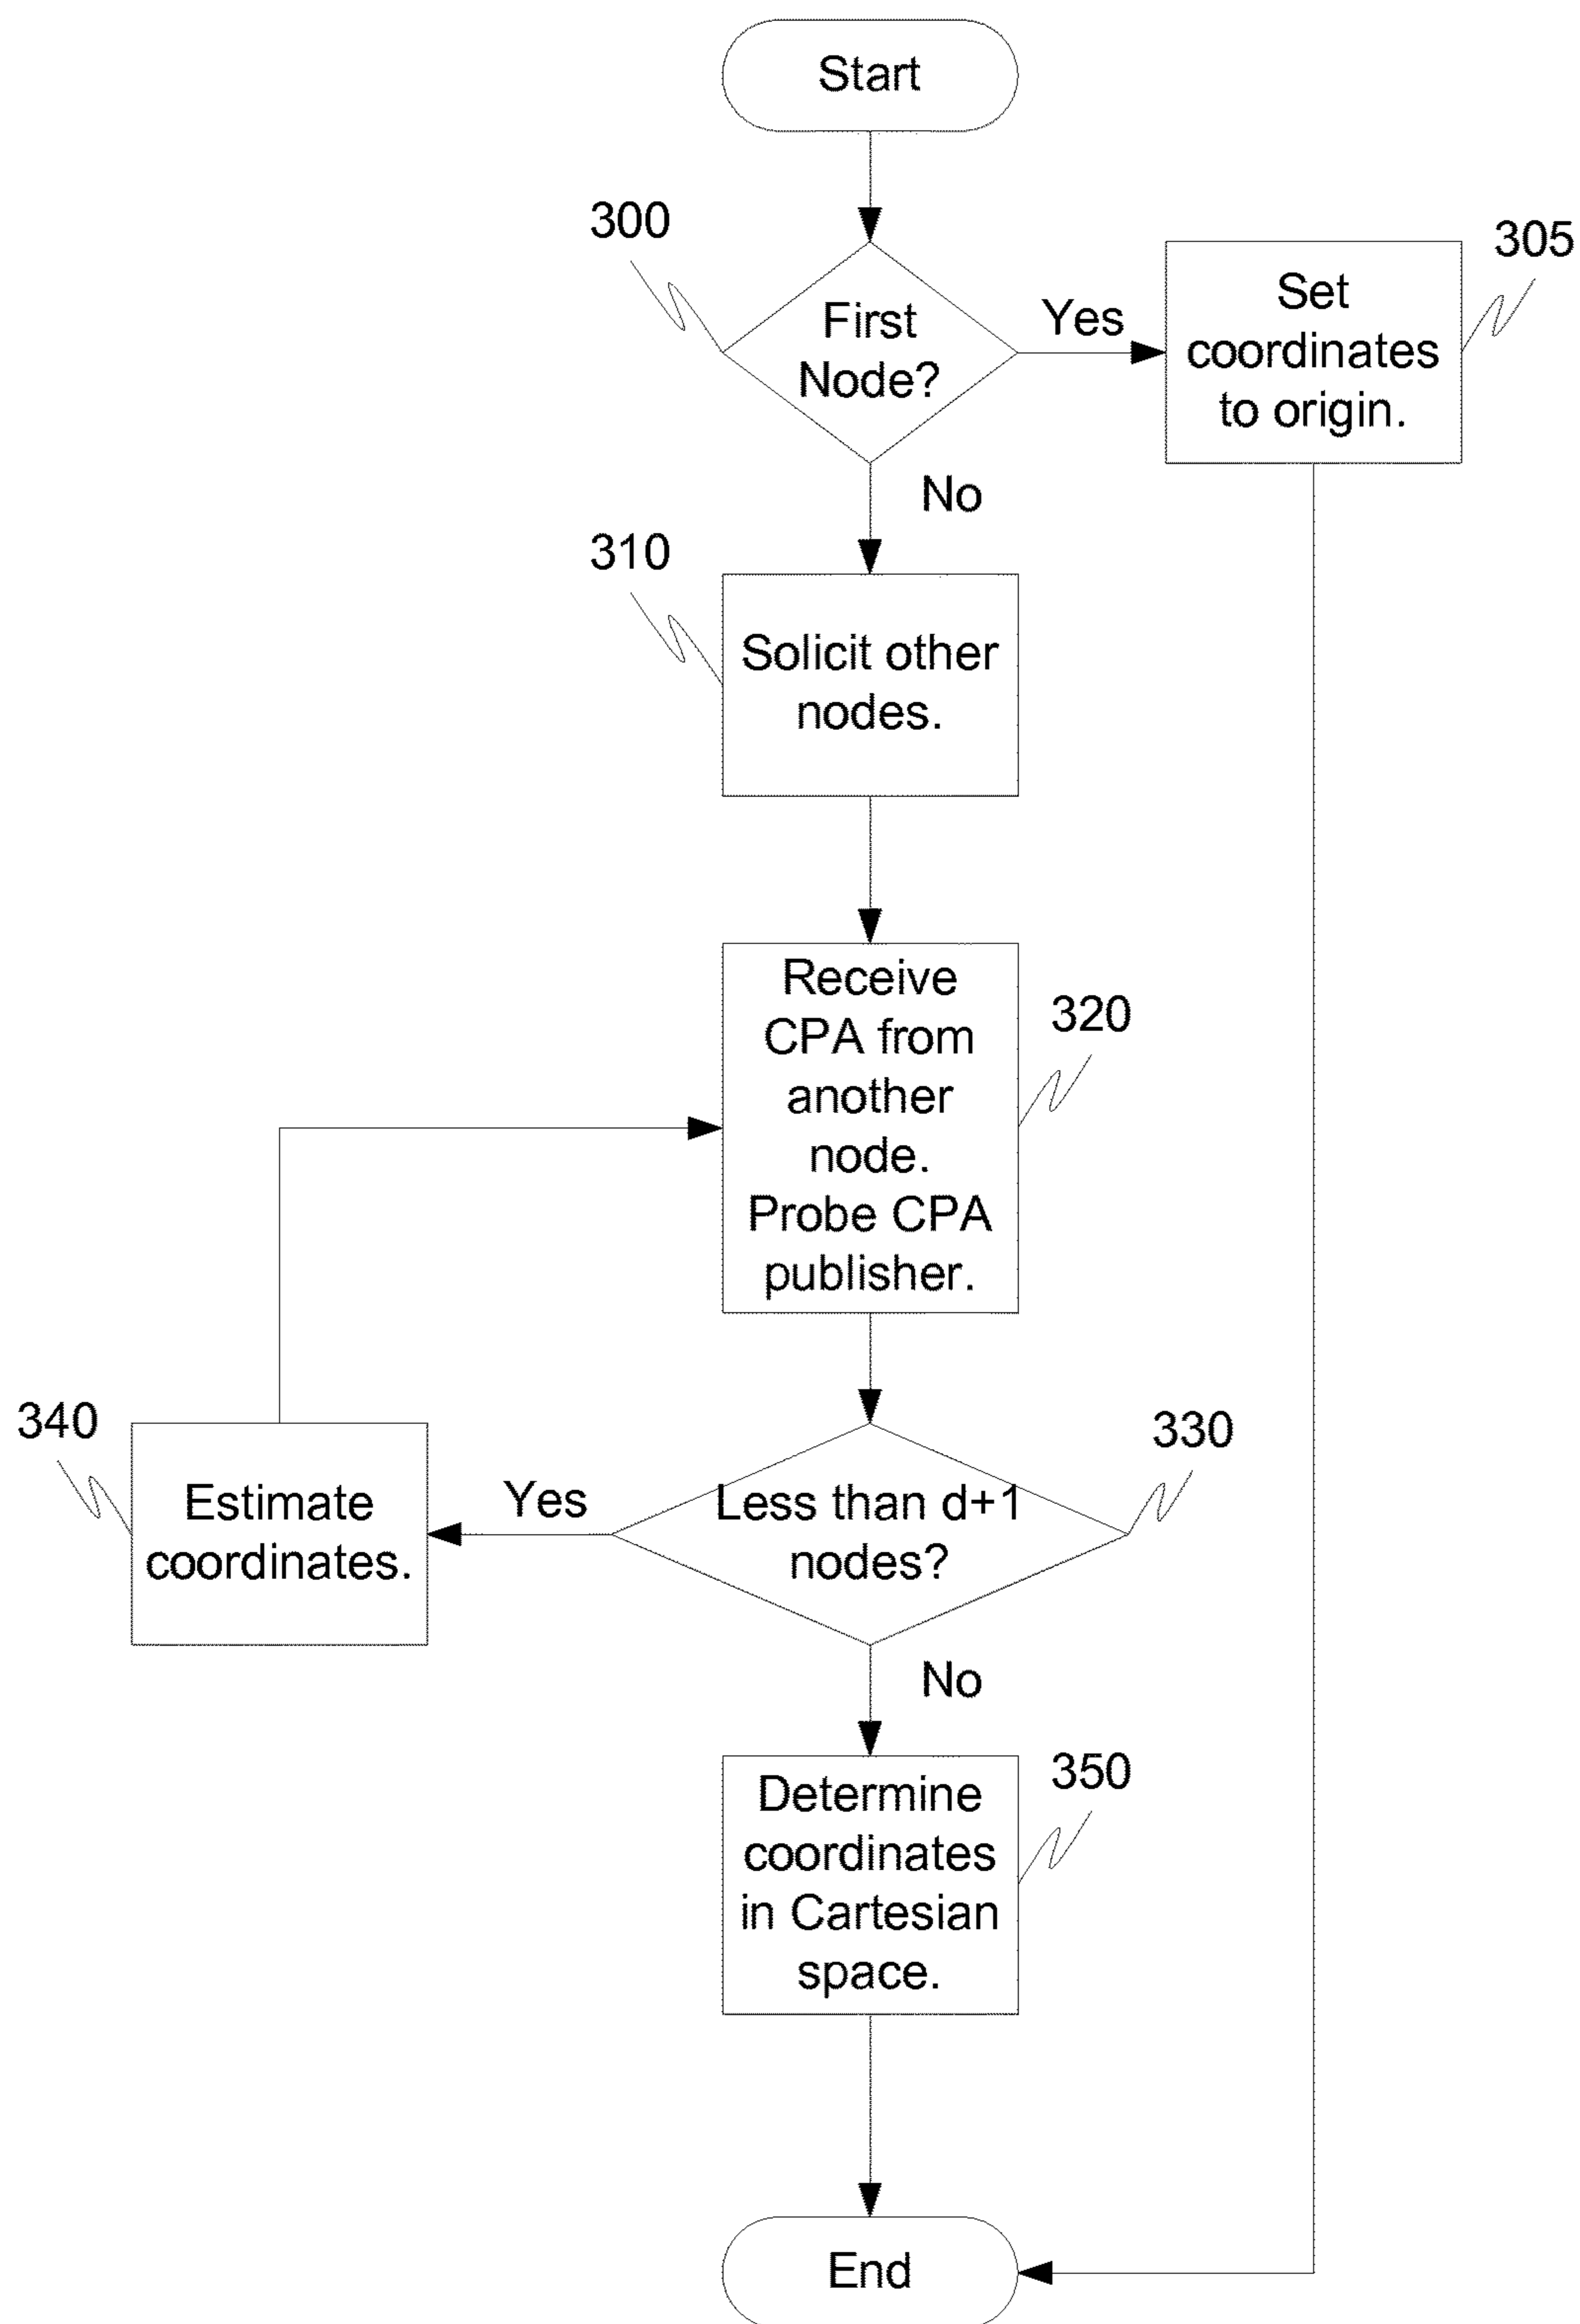 Start
300
First
Node?
Yes
305
Set
coordinates
to origin.
No
310
Solicit other
nodes.
Receive
CPA from
another
node.
Probe CPA
publisher.
320
340
Estimate
coordinates.
Yes
Less than d+1
nodes?
330
No
Determine
coordinates
in Cartesian
space.
350
End